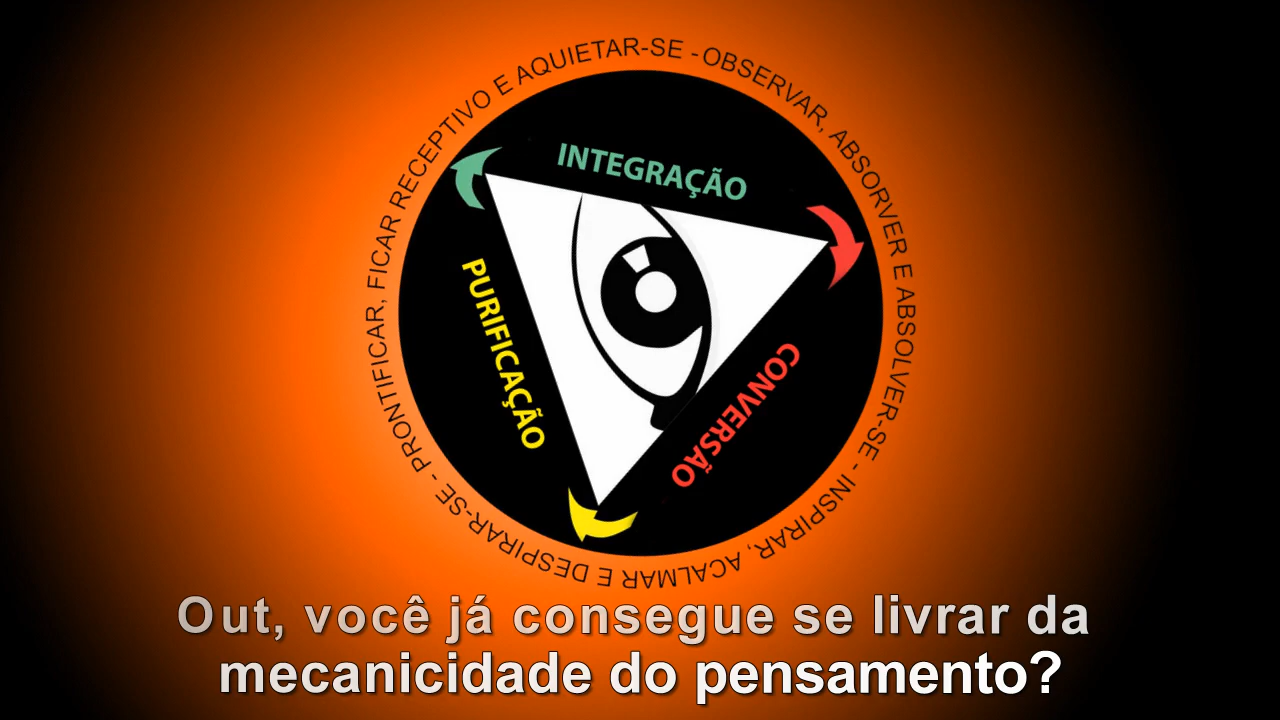 PRONTIFICAR, FICAR RECEPTIVO E AQUIETAR-SE - OBSERVAR, ABSORVER E ABSOLVER-SE - INSPIRAR, ACALMAR E DESPIRAR-SE -
INTEGRAÇÃO
CONVERSÃO
PURIFICAÇÃO
Out, você já consegue se livrar da
mecanicidade do pensamento?